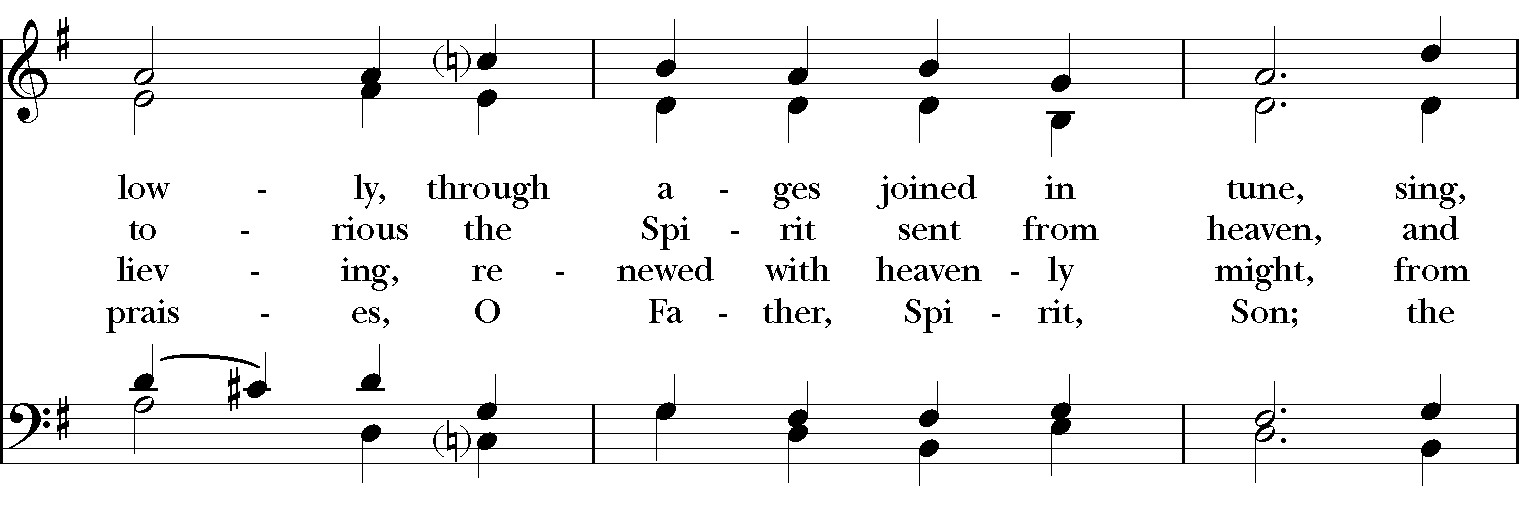 low - ly, through a - ges joined in tune, sing,
to - rious the Spi - rit sent from heaven, and
liev - ing, re - newed with heaven - ly might, from
prais - es, O Fa - ther, Spi - rit, Son; the